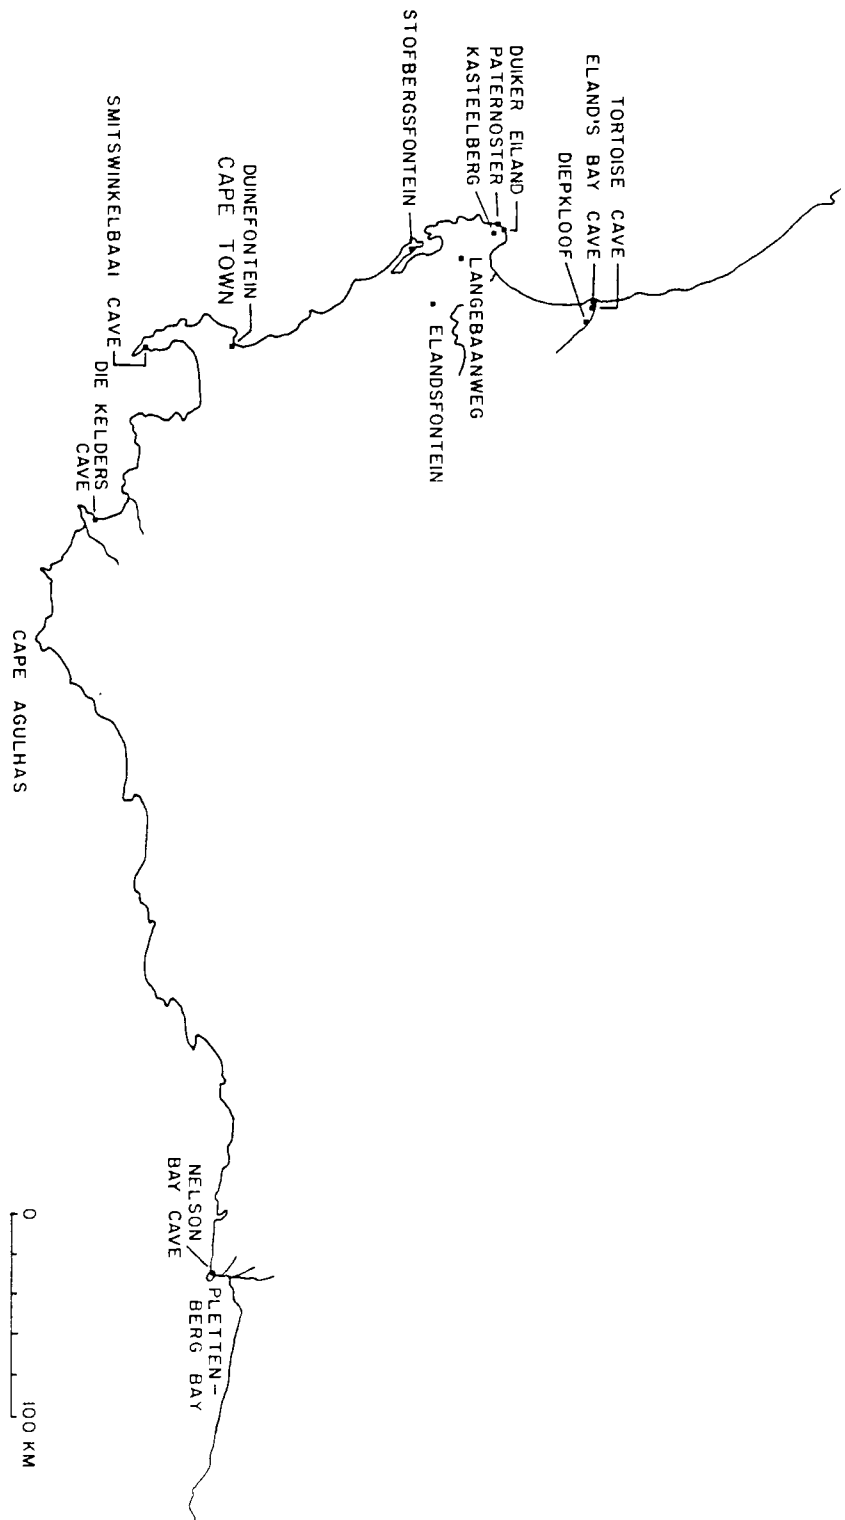 TORTOISE CAVE
ELAND'S BAY CAVE
DIEPKLOOF
DUIKER EILAND
PATERNOSTER
KASTEELBERG
LANGEBAANWEG
STOFBERGSFONTEIN
ELANDSFONTEIN
DUINEFONTEIN
CAPE TOWN
SMITSWINKELBAAI CAVE
DIE KELDERS
CAVE
CAPE AGULHAS
NELSON
BAY CAVE
PLETTEN-
BERG BAY
0 100 KM